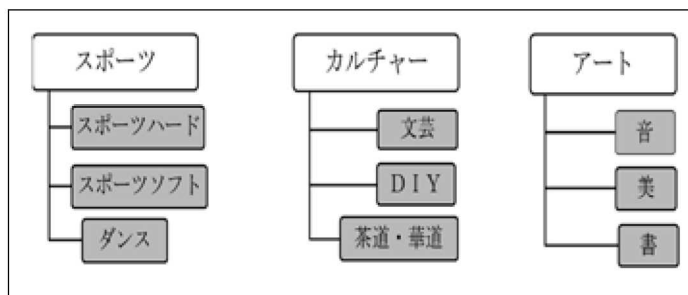 スポーツ
スポーツハード
スポーツソフト
ダンス
カルチャー
文芸
DIY
茶道・華道
アート
音
美
書